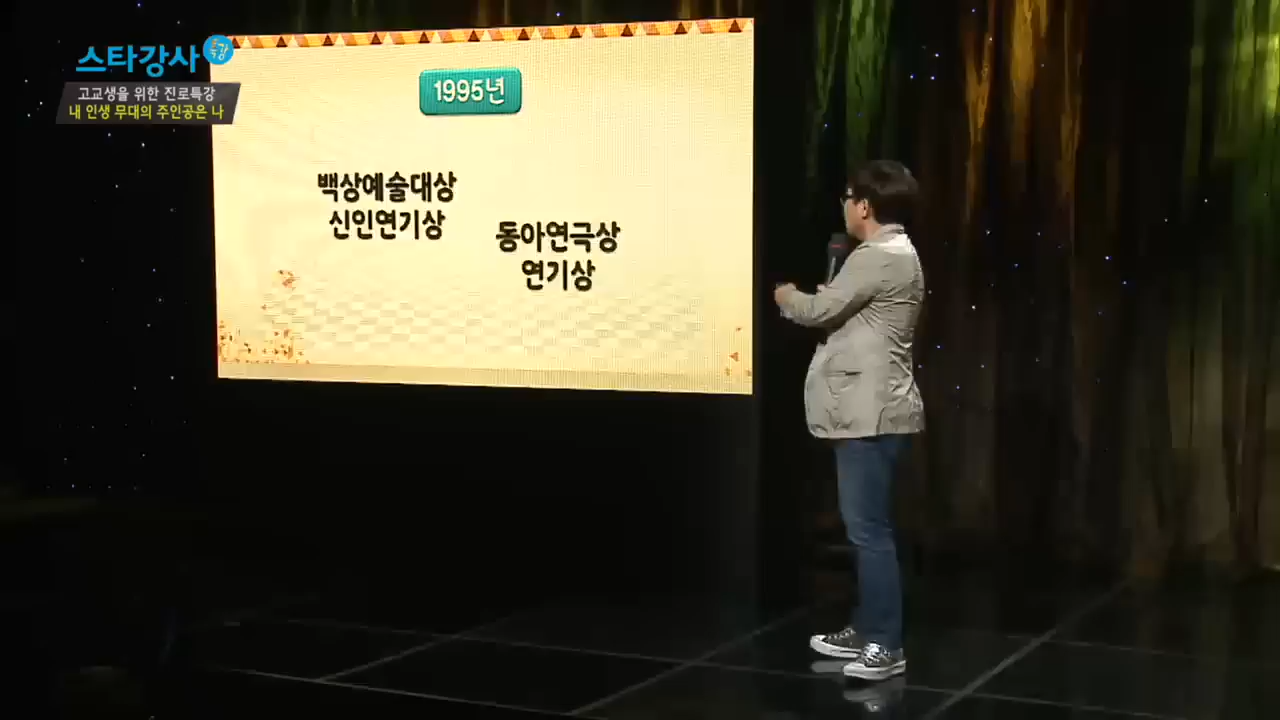 스타강사 특강
고교생을 위한 진로특강
내 인생 무대의 주인공은 나
1995년
백상예술대상
신인연기상
동아연극상
연기상